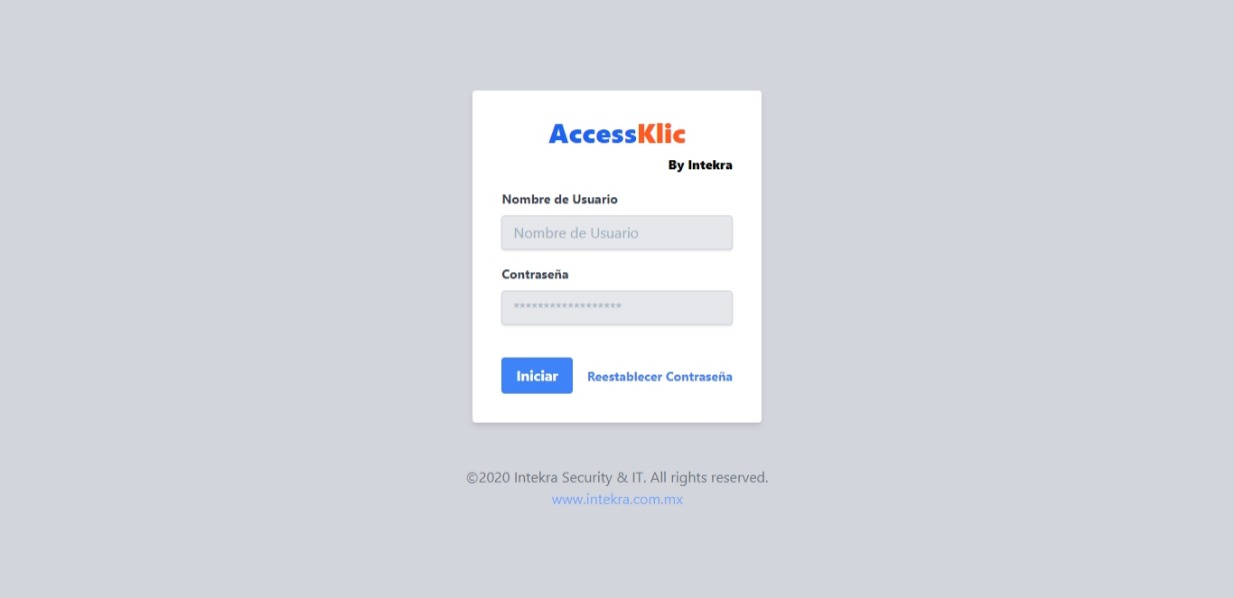 AccessKlic
By Intekra
Nombre de Usuario
Nombre de Usuario
Contraseña
******************
Iniciar Reestablecer Contraseña
©2020 Intekra Security & IT. All rights reserved.
www.intekra.com.mx